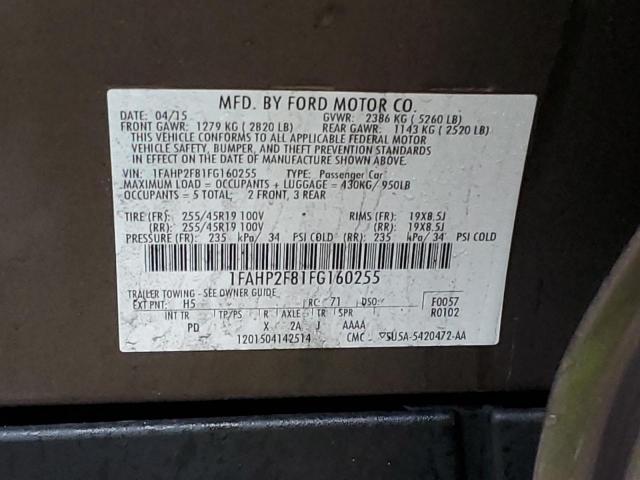 MFD. BY FORD MOTOR CO.
DATE: 04/15 GVWR: 2386 KG ( 5260 LB)
FRONT GAWR: 1279 KG ( 2820 LB) REAR GAWR: 1143 KG ( 2520 LB)
THIS VEHICLE CONFORMS TO ALL APPLICABLE FEDERAL MOTOR
VEHICLE SAFETY, BUMPER, AND THEFT PREVENTION STANDARDS
IN EFFECT ON THE DATE OF MANUFACTURE SHOWN ABOVE.
VIN: 1FAHP2F81FG160255 TYPE: Passenger Car
MAXIMUM LOAD = OCCUPANTS + LUGGAGE = 430KG/ 950LB
OCCUPANTS = 5 TOTAL: 2 FRONT, 3 REAR
TIRE (FR): 255/45R19 100V RIMS (FR): 19X8.5J
(RR): 255/45R19 100V (RR): 19X8.5J
PRESSURE (FR): 235 kPa/ 34 PSI COLD (RR): 235 kPa/ 34 PSI COLD
1FAHP2F81FG160255
TRAILER TOWING - SEE OWNER GUIDE
EXT PNT: H5 RC: 71 DSO: F0057
INT TR TP/PS R AXLE TR SPR R0102
PD X 2A J AAAA
1201504142514 CMC 5U5A-5420472-AA